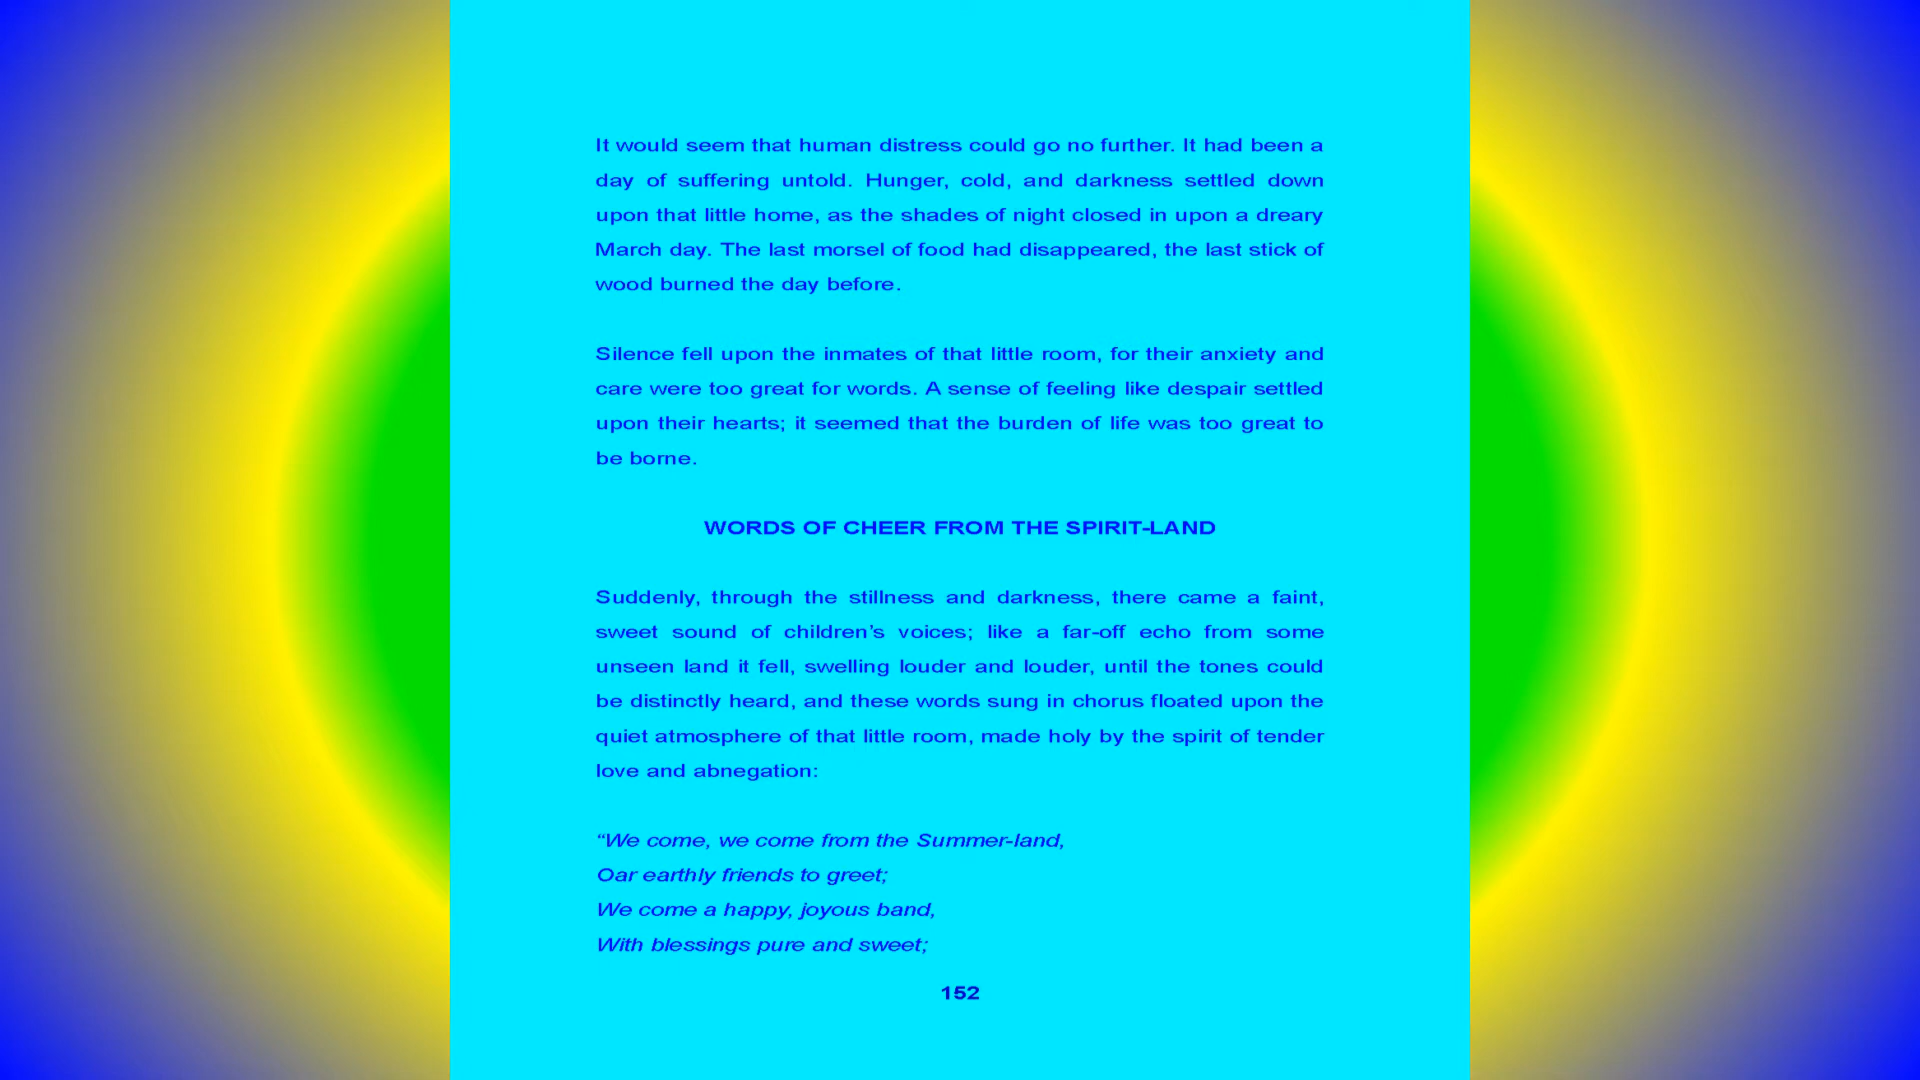 It would seem that human distress could go no further. It had been a
day of suffering untold. Hunger, cold, and darkness settled down
upon that little home, as the shades of night closed in upon a dreary
March day. The last morsel of food had disappeared, the last stick of
wood burned the day before.
Silence fell upon the inmates of that little room, for their anxiety and
care were too great for words. A sense of feeling like despair settled
upon their hearts; it seemed that the burden of life was too great to
be borne.
WORDS OF CHEER FROM THE SPIRIT-LAND
Suddenly, through the stillness and darkness, there came a faint,
sweet sound of children’s voices; like a far-off echo from some
unseen land it fell, swelling louder and louder, until the tones could
be distinctly heard, and these words sung in chorus floated upon the
quiet atmosphere of that little room, made holy by the spirit of tender
love and abnegation:
“We come, we come from the Summer-land,
Oar earthly friends to greet;
We come a happy, joyous band,
With blessings pure and sweet;
152